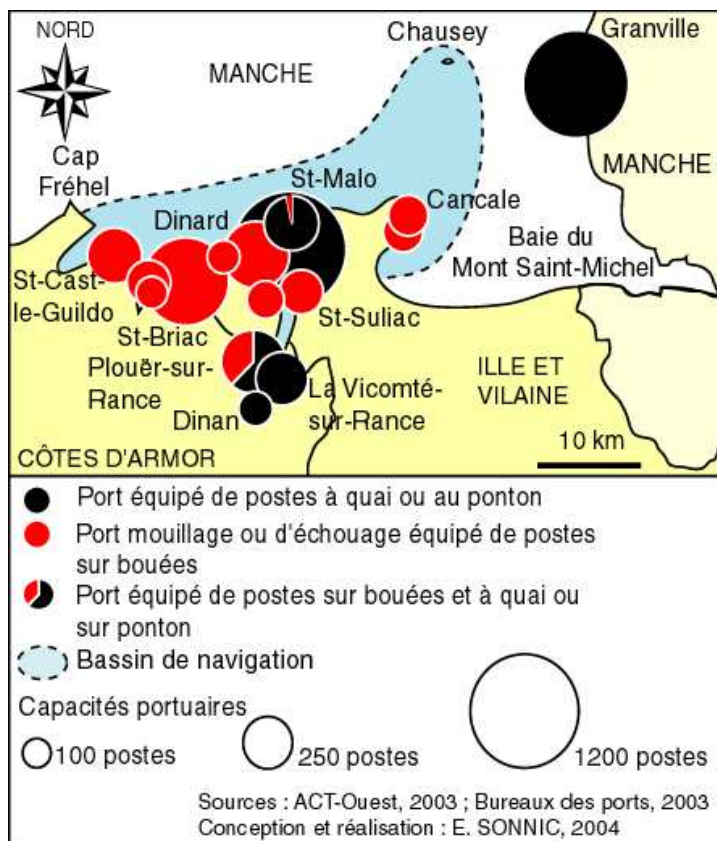 NORD
Chausey
Granville
MANCHE
Cap
Fréhel
MANCHE
St-Malo
Dinard
Cancale
Baie du
Mont Saint-Michel
St-Cast-
le-Guildo
St-Briac
St-Suliac
Plouër-sur-
Rance
La Vicomté-
sur-Rance
Dinan
ILLE ET
VILAINE
10 km
CÔTES D'ARMOR
Port équipé de postes à quai ou au ponton
Port mouillage ou d'échouage équipé de postes
sur bouées
Port équipé de postes sur bouées et à quai ou
sur ponton
Bassin de navigation
Capacités portuaires
100 postes
250 postes
1200 postes
Sources : ACT-Ouest, 2003 ; Bureaux des ports, 2003
Conception et réalisation : E. SONNIC, 2004